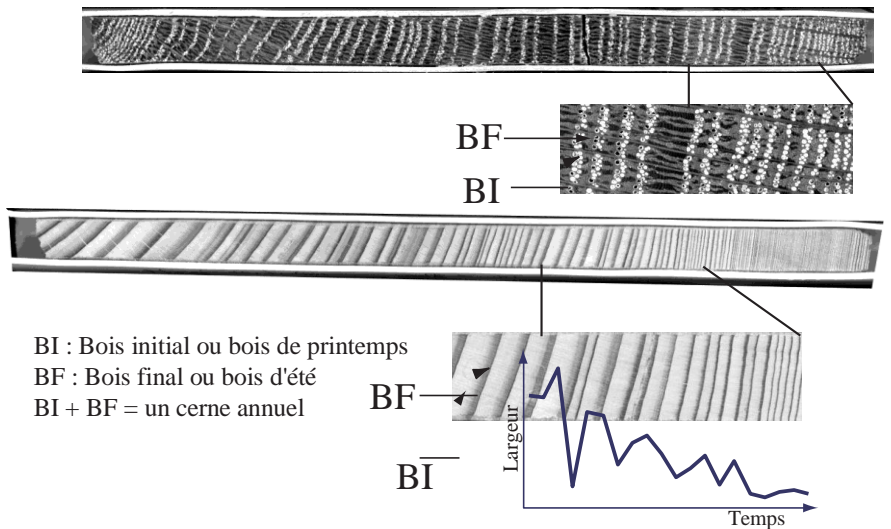 BF
BI
BI : Bois initial ou bois de printemps
BF : Bois final ou bois d'été
BI + BF = un cerne annuel
BF
BI
Largeur
Temps